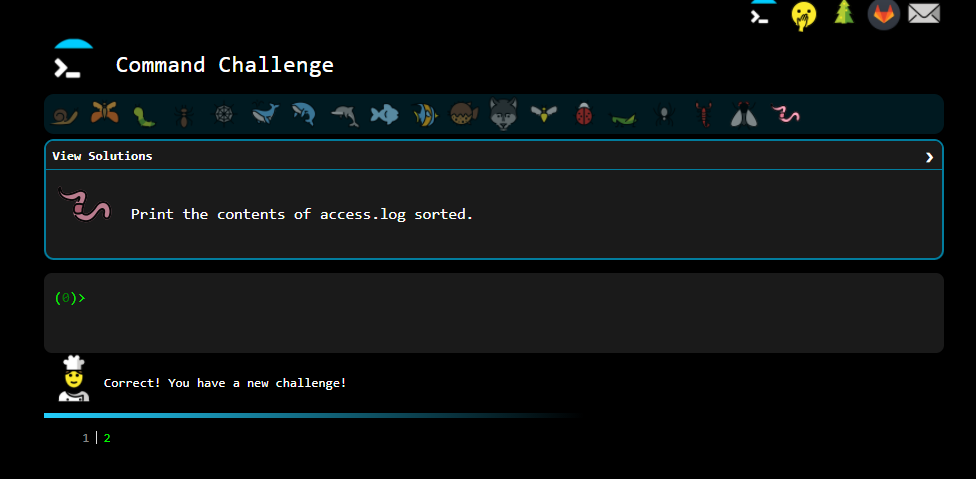 Command Challenge
View Solutions
Print the contents of access.log sorted.
(0)>
Correct! You have a new challenge!
1
2